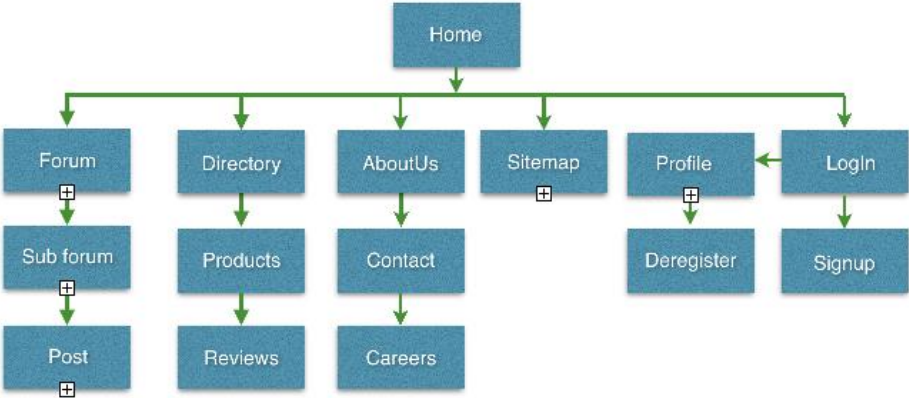 Home
Forum
Directory
AboutUs
Sitemap
Profile
LogIn
Sub forum
Products
Contact
Deregister
Signup
Post
Reviews
Careers